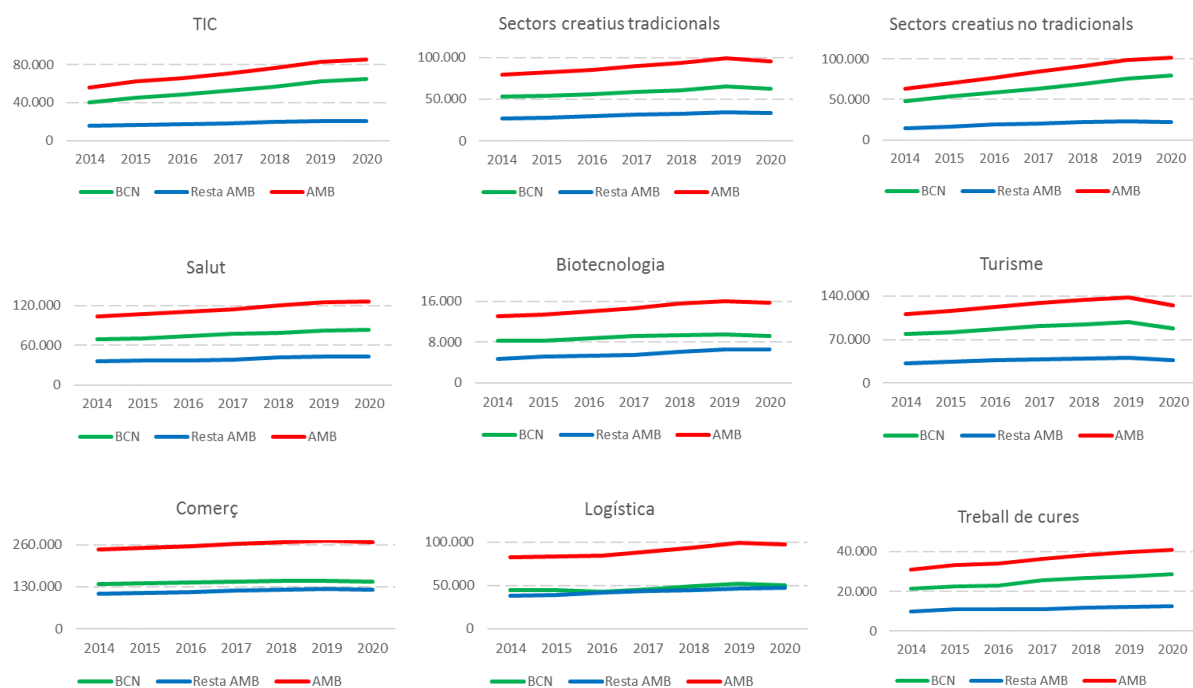 TIC
80.000
40.000
0
2014 2015 2016 2017 2018 2019 2020
BCN Resta AMB AMB
Sectors creatius tradicionals
100.000
50.000
0
2014 2015 2016 2017 2018 2019 2020
BCN Resta AMB AMB
Sectors creatius no tradicionals
100.000
50.000
0
2014 2015 2016 2017 2018 2019 2020
BCN Resta AMB AMB
Salut
120.000
60.000
0
2014 2015 2016 2017 2018 2019 2020
BCN Resta AMB AMB
Biotecnologia
16.000
8.000
0
2014 2015 2016 2017 2018 2019 2020
BCN Resta AMB AMB
Turisme
140.000
70.000
0
2014 2015 2016 2017 2018 2019 2020
BCN Resta AMB AMB
Comerç
260.000
130.000
0
2014 2015 2016 2017 2018 2019 2020
BCN Resta AMB AMB
Logística
100.000
50.000
0
2014 2015 2016 2017 2018 2019 2020
BCN Resta AMB AMB
Treball de cures
40.000
20.000
0
2014 2015 2016 2017 2018 2019 2020
BCN Resta AMB AMB